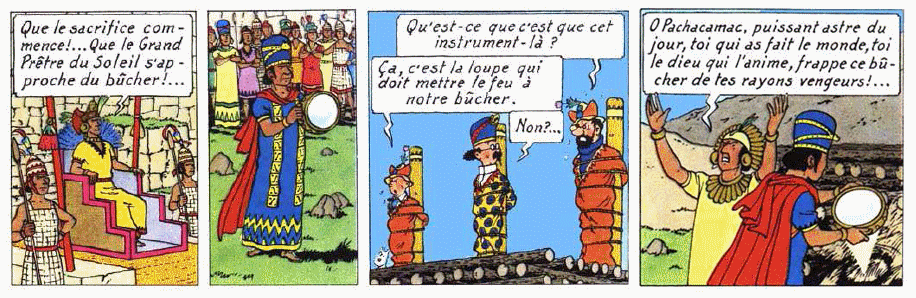 Que le sacrifice com-
mence!... Que le Grand
Prêtre du Soleil s'ap-
proche du bûcher!...
Qu'est-ce que c'est que cet
instrument-là ?
Ça, c'est la loupe qui
doit mettre le feu à
notre bûcher.
Non?...
O Pachacamac, puissant astre du
jour, toi qui as fait le monde, toi
le dieu qui l'anime, frappe ce bû-
cher de tes rayons vengeurs!...